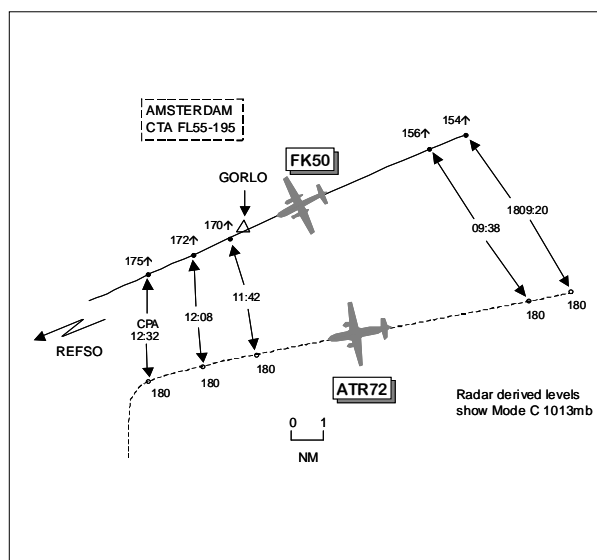 AMSTERDAM
CTA FL55-195
GORLO
FK50
154↑
156↑
170↑
172↑
175↑
1809:20
09:38
11:42
12:08
CPA
12:32
REFSO
180
180
180
180
180
ATR72
Radar derived levels
show Mode C 1013mb
0 1
NM